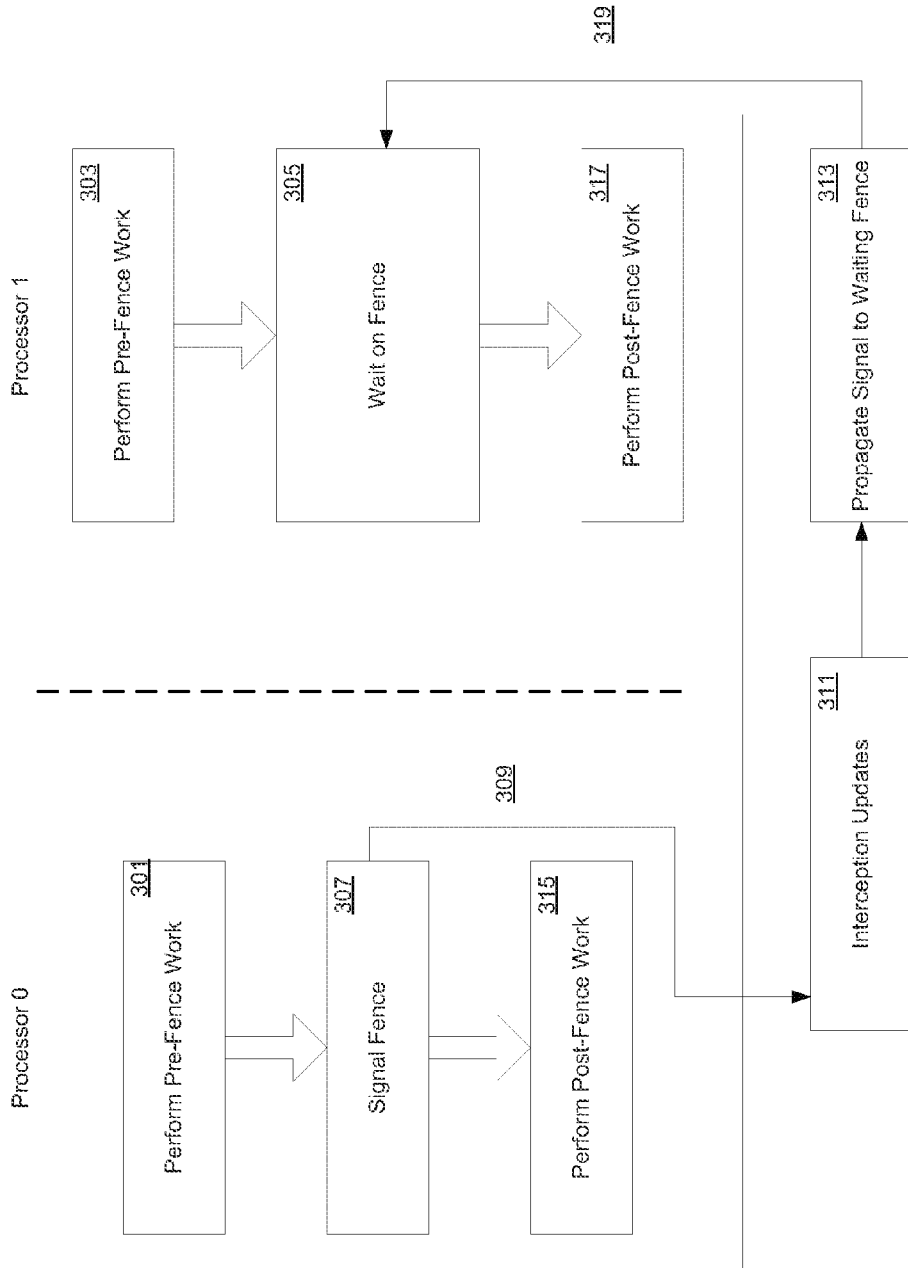 Processor 0
Processor 1
301
Perform Pre-Fence Work
303
Perform Pre-Fence Work
307
Signal Fence
305
Wait on Fence
309
319
315
Perform Post-Fence Work
317
Perform Post-Fence Work
311
Interception Updates
313
Propagate Signal to Waiting Fence